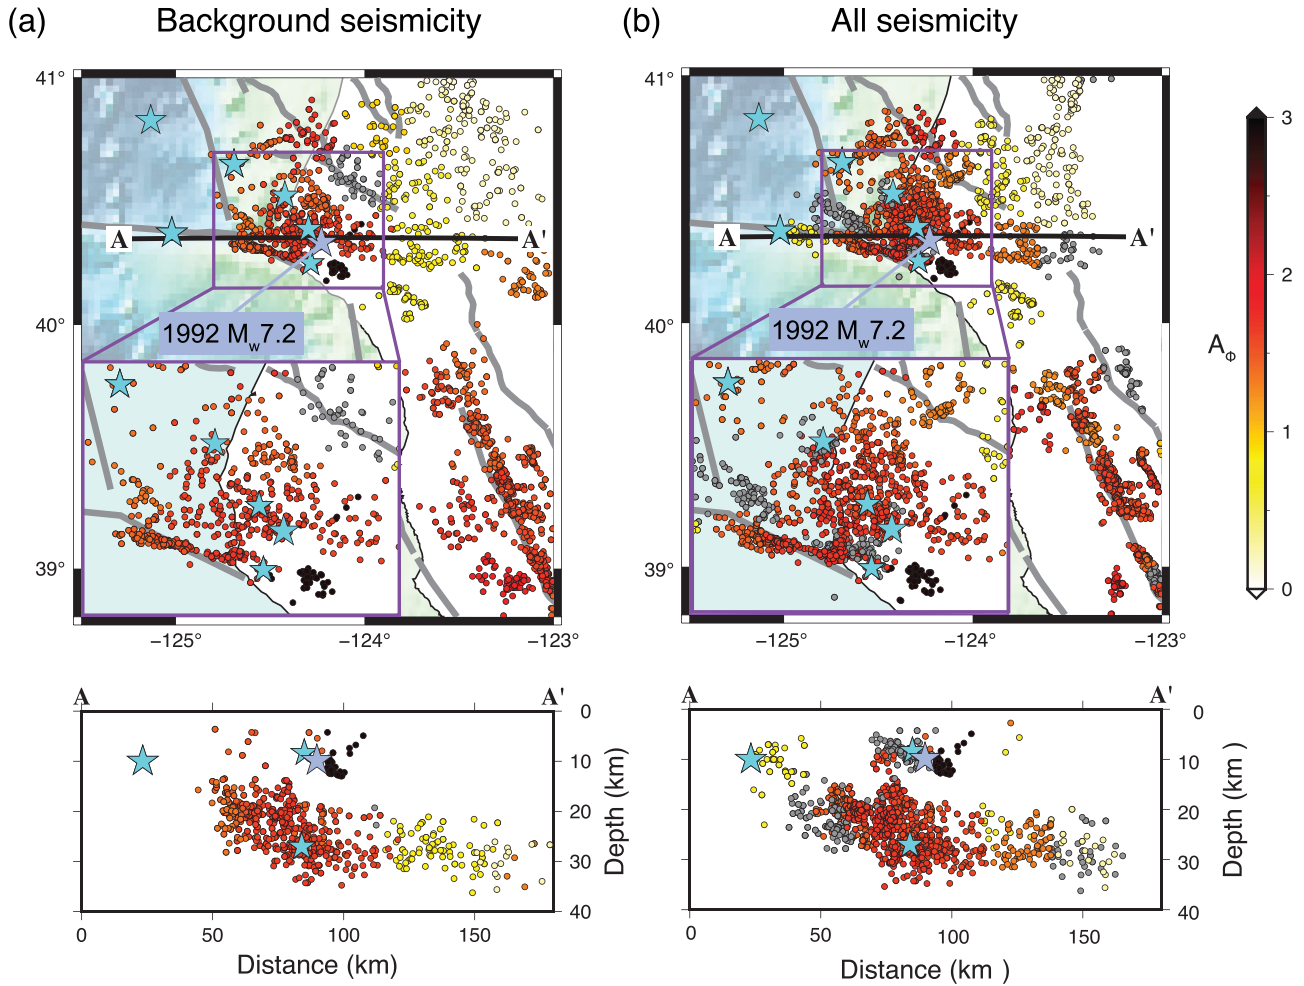 (a) Background seismicity
(b) All seismicity
41°
40°
39°
−125° −124° −123°
A A'
1992 Mw7.2
41°
40°
39°
−125° −124° −123°
A A'
1992 Mw7.2
3
2
1
0
AΦ
A A'
0
10
20
30
40
Depth (km)
0 50 100 150
Distance (km)
A A'
0
10
20
30
40
Depth (km )
0 50 100 150
Distance (km )